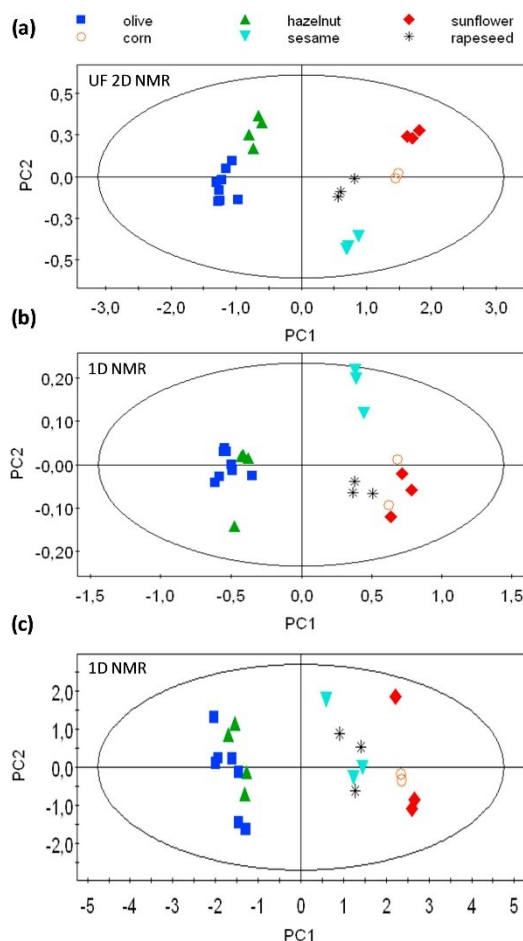 (a) olive hazelnut sunflower
corn sesame rapeseed
UF 2D NMR
0,5
0,3
0,0
-0,3
-0,5
PC2
-3,0 -2,0 -1,0 0,0 1,0 2,0 3,0
PC1
(b)
1D NMR
0,20
0,10
-0,00
-0,10
-0,20
PC2
-1,5 -1,0 -0,5 0,0 0,5 1,0 1,5
PC1
(c)
1D NMR
2,0
1,0
0,0
-1,0
-2,0
PC2
-5 -4 -3 -2 -1 0 1 2 3 4 5
PC1